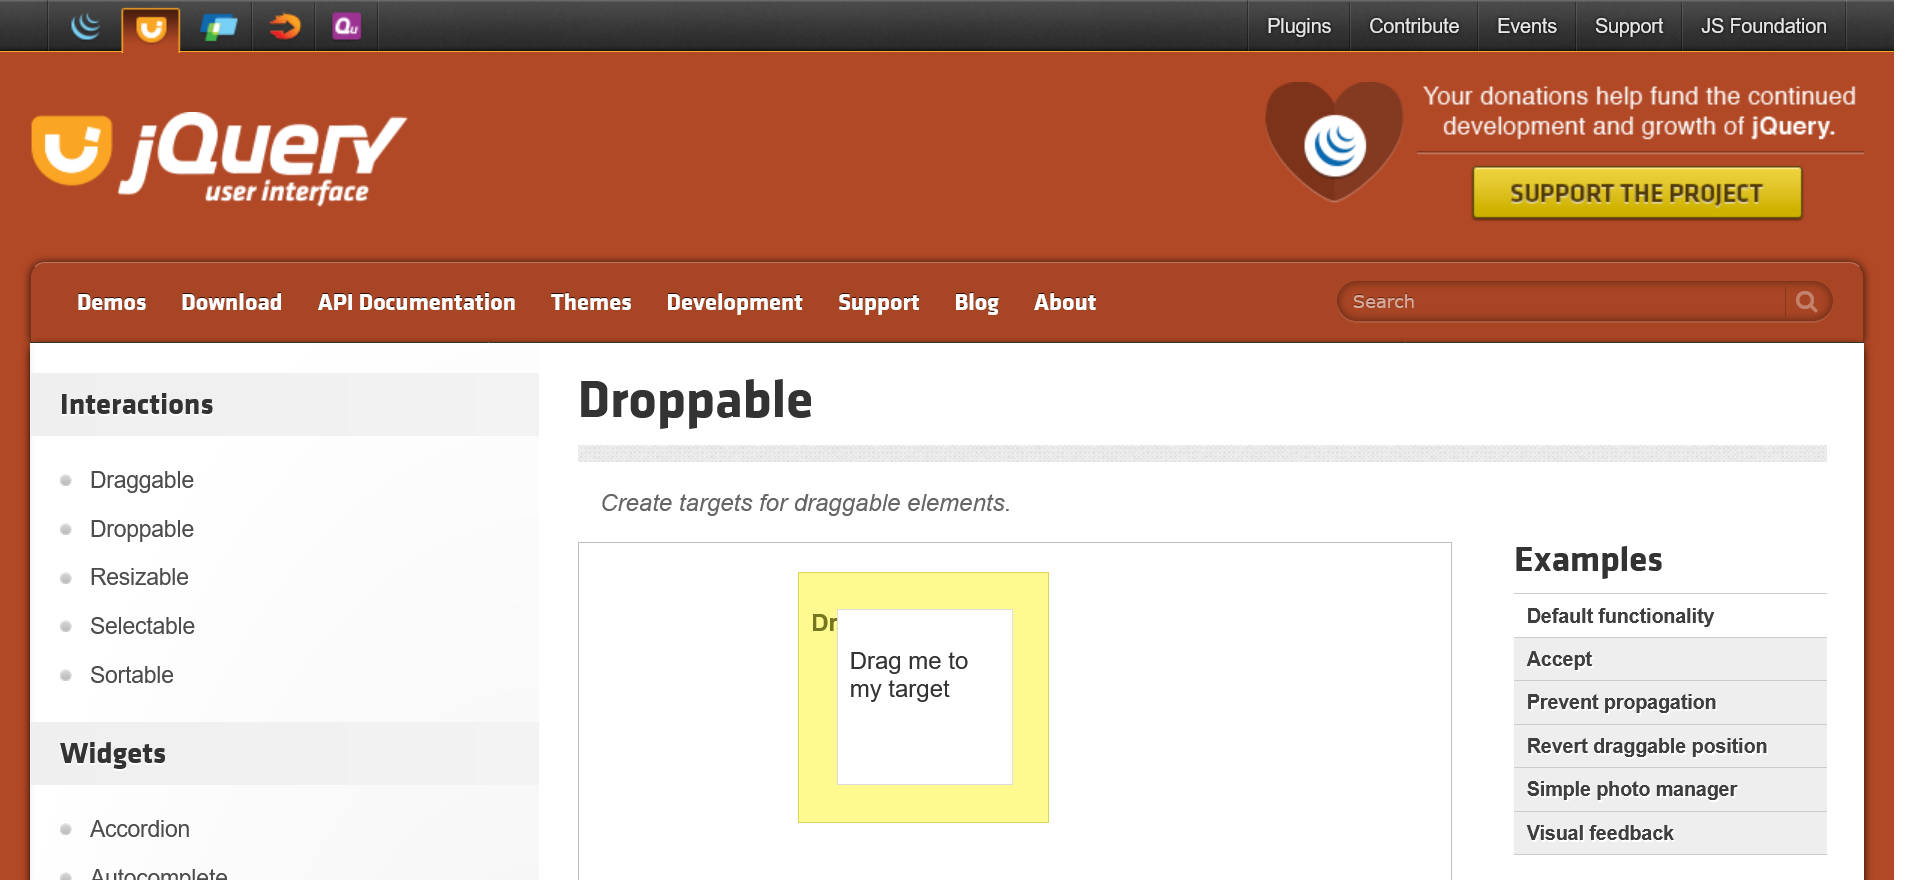 Plugins
Contribute
Events
Support
JS Foundation
Qu
jQuery
user interface
Your donations help fund the continued
development and growth of jQuery.
SUPPORT THE PROJECT
Demos
Download
API Documentation
Themes
Development
Support
Blog
About
Search
Interactions
Draggable
Droppable
Resizable
Selectable
Sortable
Widgets
Accordion
Autocomplete
Droppable
Create targets for draggable elements.
Dr
Drag me to
my target
Examples
Default functionality
Accept
Prevent propagation
Revert draggable position
Simple photo manager
Visual feedback